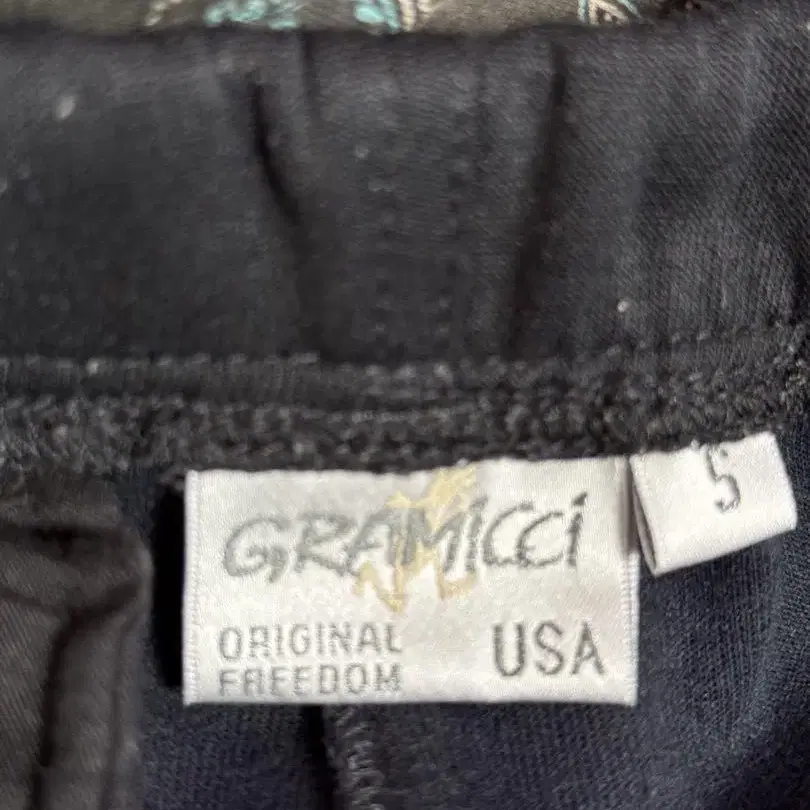 GRAMiCCi
S
ORIGINAL
FREEDOM
USA